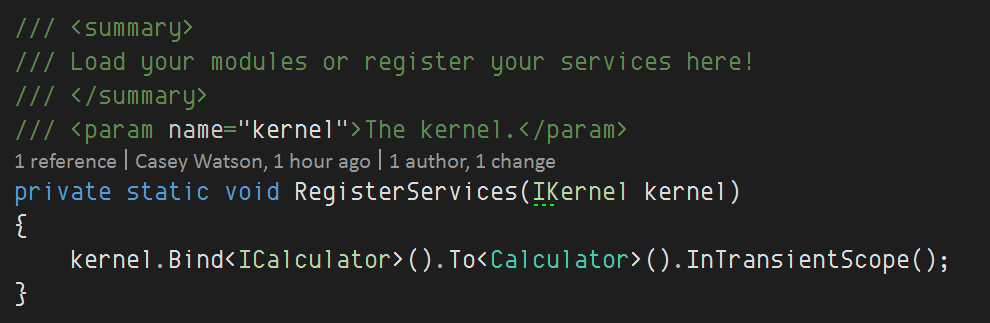 /// <summary>
/// Load your modules or register your services here!
/// </summary>
/// <param name="kernel">The kernel.</param>
1 reference | Casey Watson, 1 hour ago | 1 author, 1 change
private static void RegisterServices(IKernel kernel)
{
    kernel.Bind<ICalculator>().To<Calculator>().InTransientScope();
}